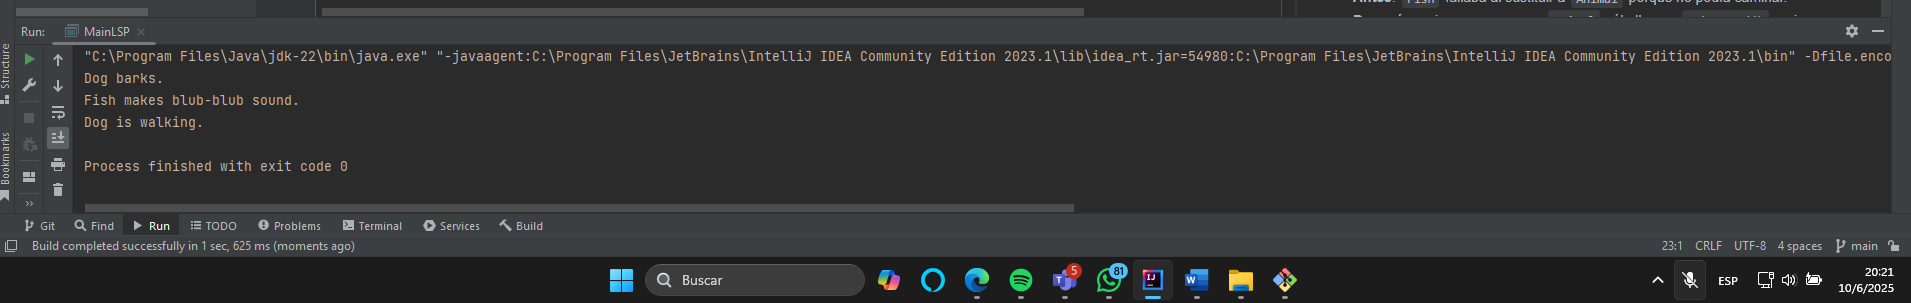 Run: MainLSP
"C:\Program Files\Java\jdk-22\bin\java.exe" "-javaagent:C:\Program Files\JetBrains\IntelliJ IDEA Community Edition 2023.1\lib\idea_rt.jar=54980:C:\Program Files\JetBrains\IntelliJ IDEA Community Edition 2023.1\bin" -Dfile.enco
Dog barks.
Fish makes blub-blub sound.
Dog is walking.
Process finished with exit code 0
Structure
Bookmarks
Git Find Run TODO Problems Terminal Services Build
Build completed successfully in 1 sec, 625 ms (moments ago)
23:1 CRLF UTF-8 4 spaces main
Buscar
5
81
ESP
20:21
10/6/2025